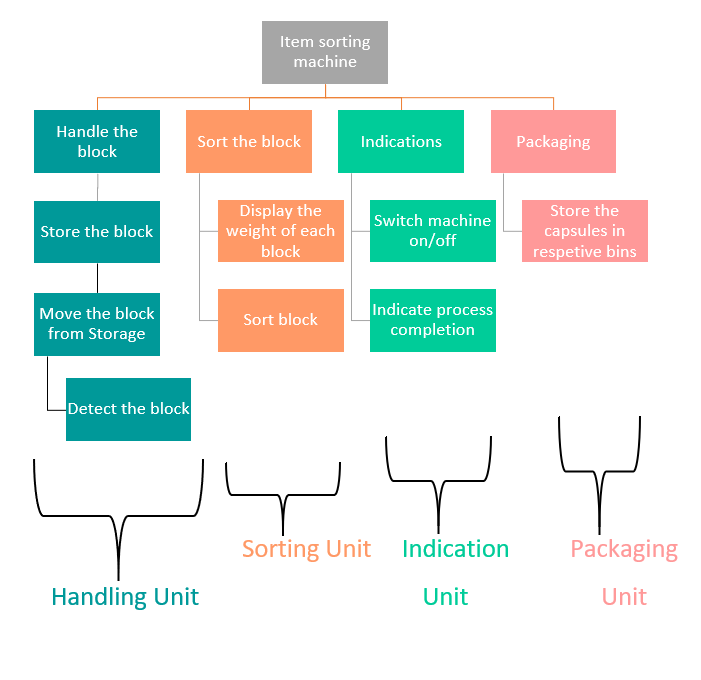 Item sorting
machine
Handle the
block
Sort the block
Indications
Packaging
Store the block
Display the
weight of each
block
Switch machine
on/off
Store the
capsules in
respetive bins
Move the block
from Storage
Sort block
Indicate process
completion
Detect the block
Handling Unit
Sorting Unit
Indication
Unit
Packaging
Unit